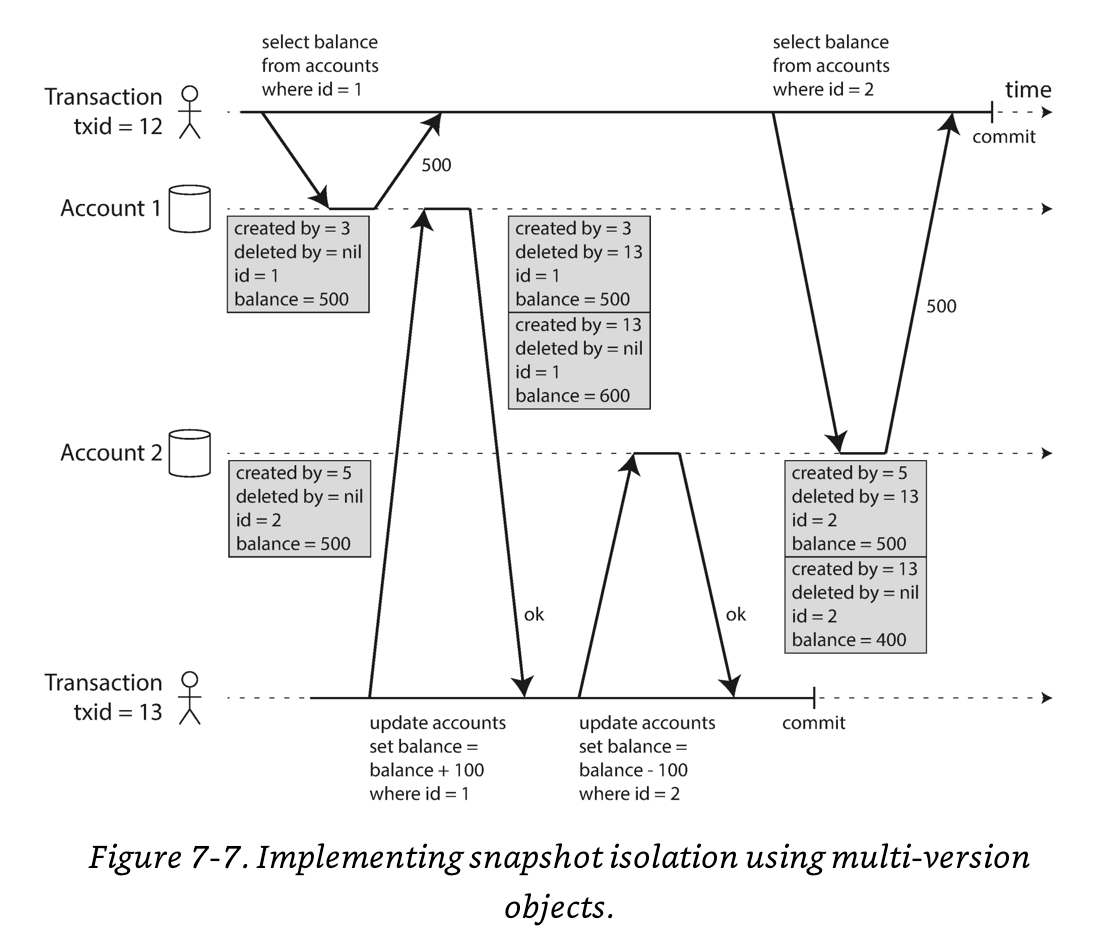 select balance
from accounts
where id = 1
select balance
from accounts
where id = 2
time
Transaction
txid = 12
commit
500
Account 1
created by = 3
deleted by = nil
id = 1
balance = 500
created by = 3
deleted by = 13
id = 1
balance = 500
created by = 13
deleted by = nil
id = 1
balance = 600
500
Account 2
created by = 5
deleted by = nil
id = 2
balance = 500
created by = 5
deleted by = 13
id = 2
balance = 500
created by = 13
deleted by = nil
id = 2
balance = 400
ok
ok
Transaction
txid = 13
commit
update accounts
set balance =
balance + 100
where id = 1
update accounts
set balance =
balance - 100
where id = 2
Figure 7-7. Implementing snapshot isolation using multi-version
objects.